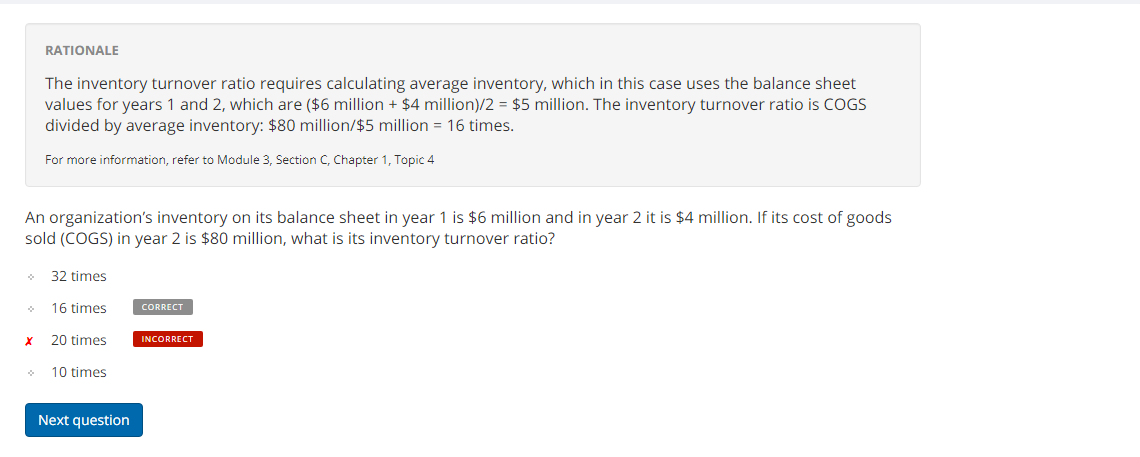 RATIONALE
The inventory turnover ratio requires calculating average inventory, which in this case uses the balance sheet
values for years 1 and 2, which are ($6 million + $4 million)/2 = $5 million. The inventory turnover ratio is COGS
divided by average inventory: $80 million/$5 million = 16 times.
For more information, refer to Module 3, Section C, Chapter 1, Topic 4
An organization’s inventory on its balance sheet in year 1 is $6 million and in year 2 it is $4 million. If its cost of goods
sold (COGS) in year 2 is $80 million, what is its inventory turnover ratio?
32 times
16 times CORRECT
✗ 20 times INCORRECT
10 times
Next question